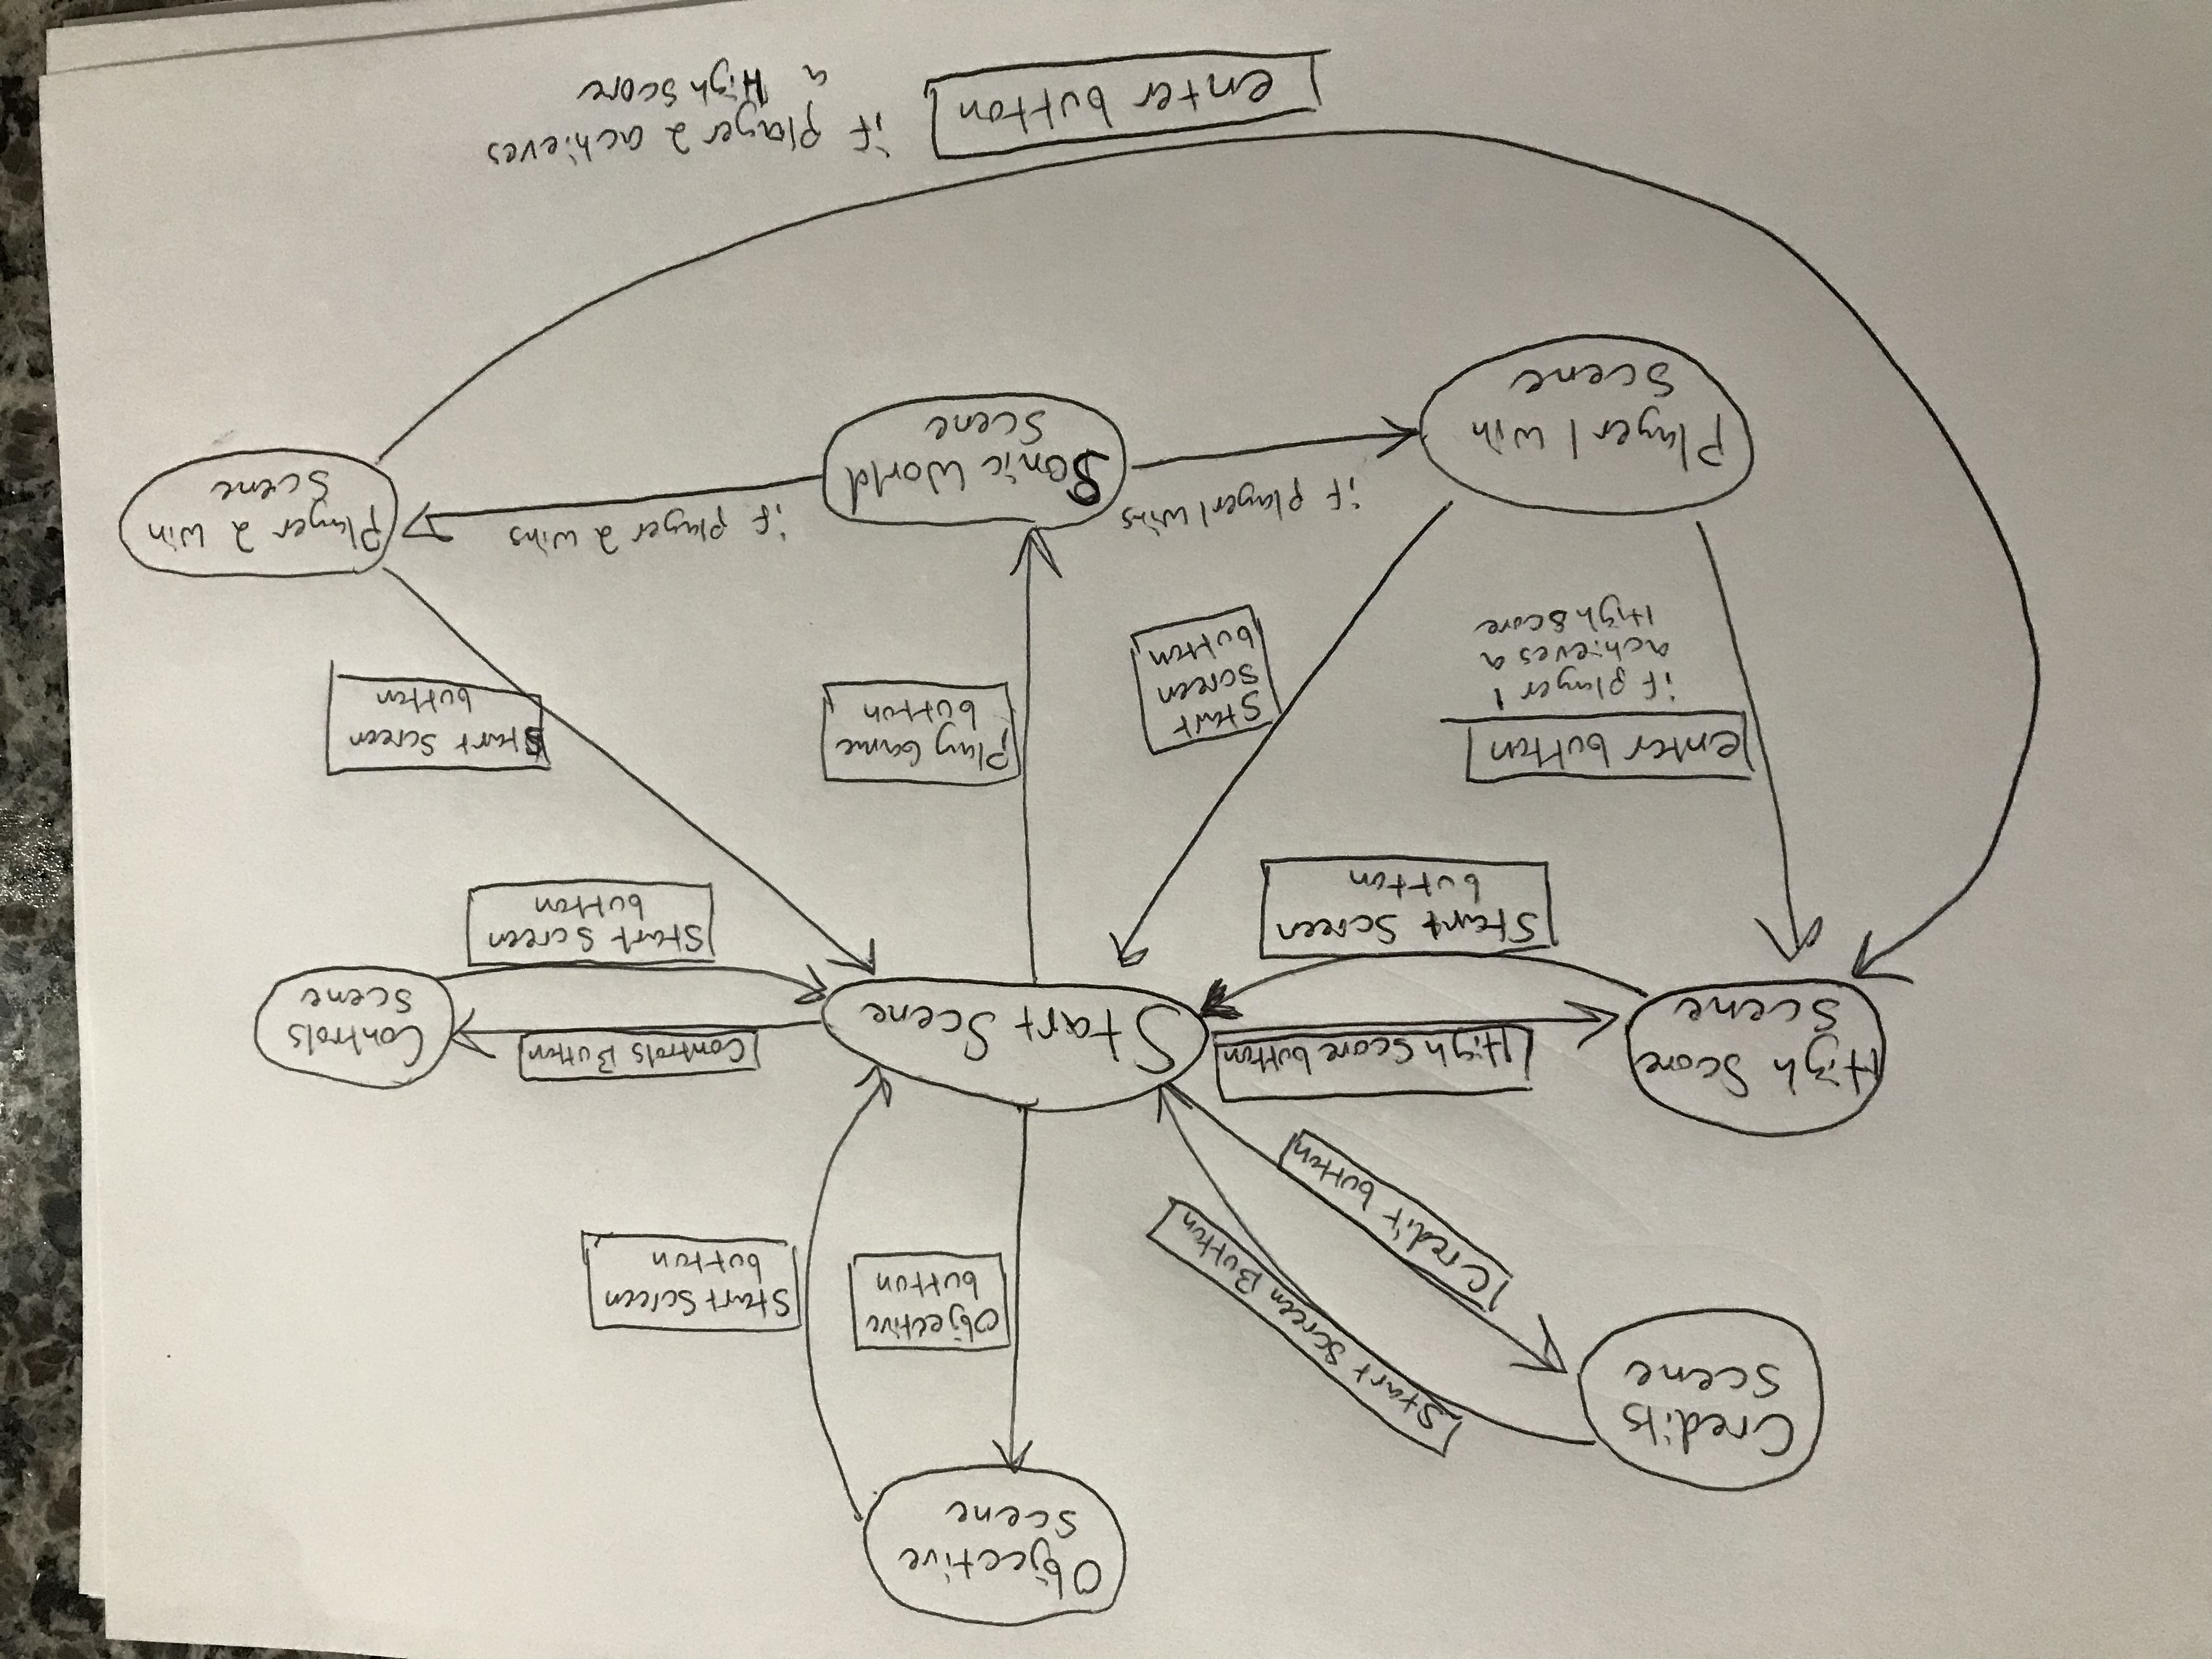 Objective
Scene
Credits
Scene
Start Screen Button
Credit button
Objective
button
Start Screen
button
High Score
Scene
High Score button
Start Scene
Controls Button
Controls
Scene
Start Screen
button
Start Screen
button
enter button
if player 1
achieves a
High Score
Start
Screen
button
Play Game
button
Start Screen
button
if player 1 wins
if player 2 wins
Player 1 Win
Scene
Sonic World
Scene
Player 2 Win
Scene
enter button
if player 2 achieves
a High Score